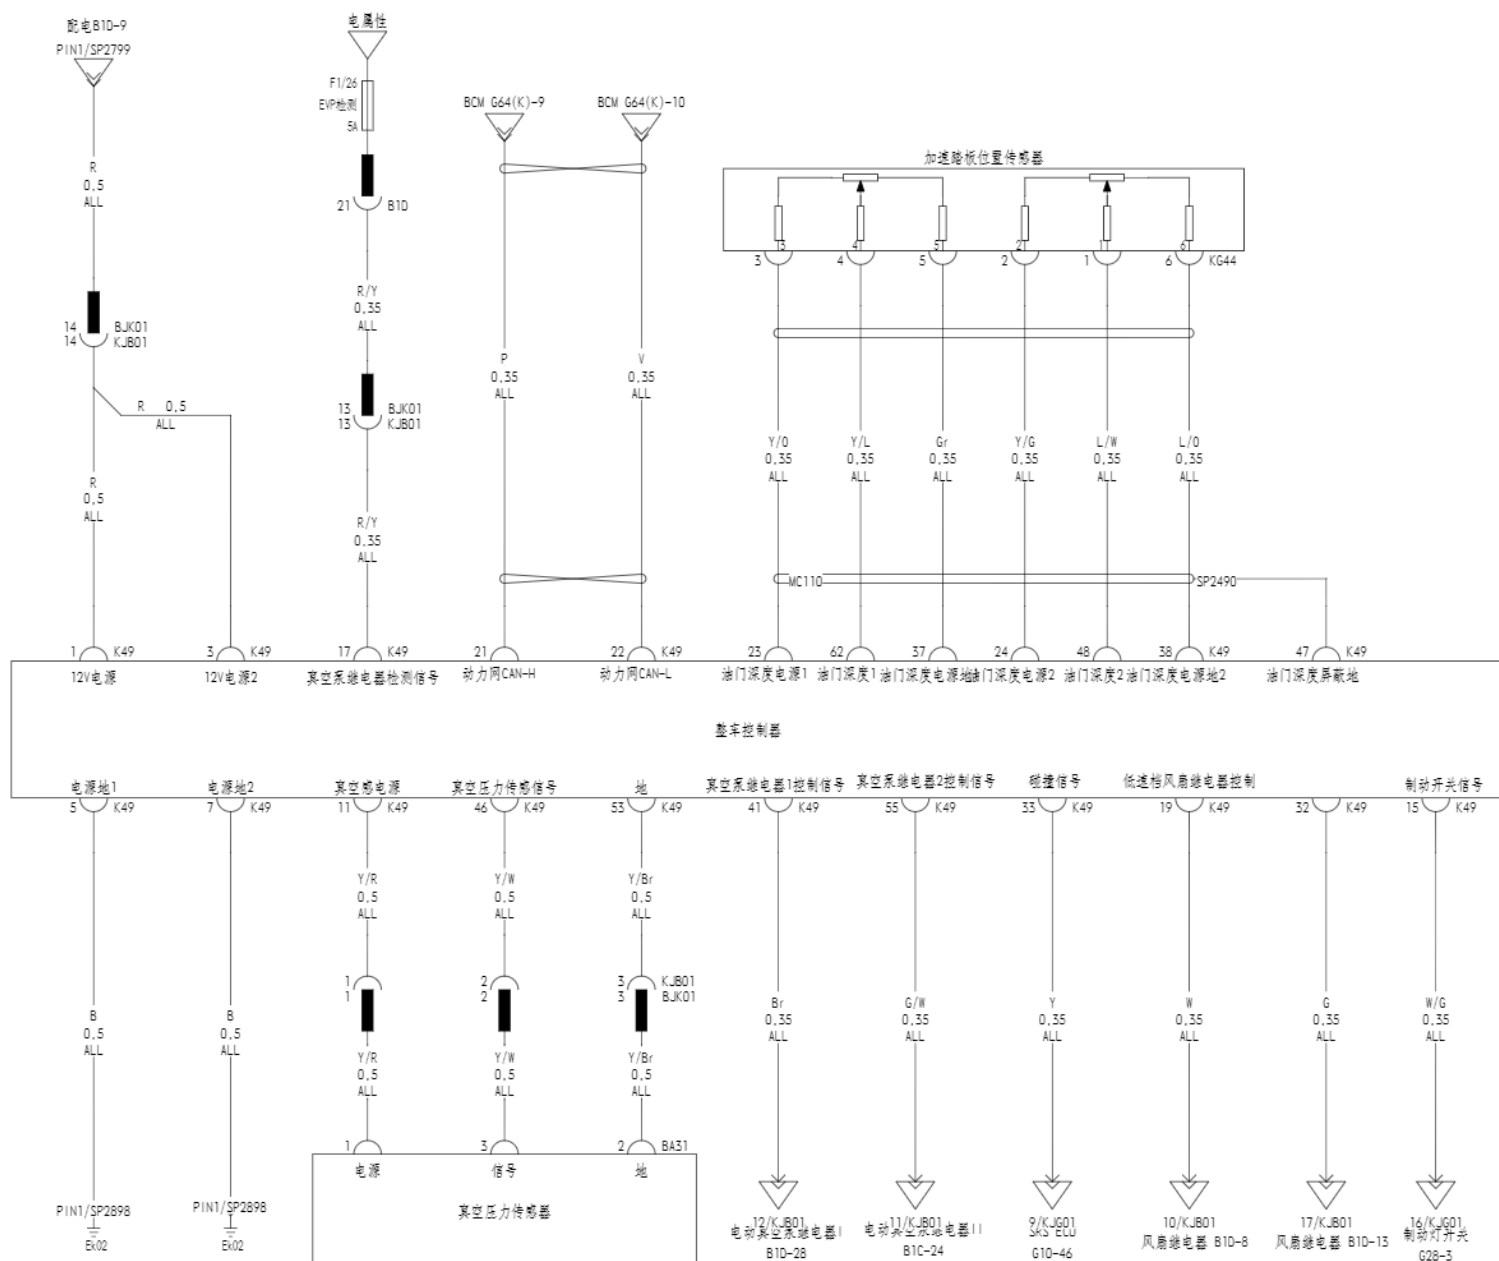 配电B1D-9
PIN1/SP2799
电属性
F1/26
EVP检测
5A
BCM G64(K)-9
BCM G64(K)-10
加速踏板位置传感器
3 4 5 2 1 6
3 4 5 2 1 6 KG44
21 B1D
R
0,5
ALL
R/Y
0,35
ALL
14 BJK01
14 KJB01
P
0,35
ALL
V
0,35
ALL
13 BJK01
13 KJB01
R 0,5
ALL
R
0,5
ALL
R/Y
0,35
ALL
Y/O
0,35
ALL
Y/L
0,35
ALL
Gr
0,35
ALL
Y/G
0,35
ALL
L/W
0,35
ALL
L/O
0,35
ALL
MC110
SP2490
1 K49
3 K49
17 K49
21
22 K49
23
62
37
24
48
38 K49
47 K49
12V电源
12V电源2
真空泵继电器检测信号
动力网CAN-H
动力网CAN-L
油门深度电源1
油门深度1
油门深度电源地
油门深度电源2
油门深度2
油门深度电源地2
油门深度屏蔽地
整车控制器
电源地1
电源地2
真空感电源
真空压力传感信号
地
真空泵继电器1控制信号
真空泵继电器2控制信号
碰撞信号
低速档风扇继电器控制
制动开关信号
5 K49
7 K49
11 K49
46 K49
53 K49
41 K49
55 K49
33 K49
19 K49
32 K49
15 K49
Y/R
0,5
ALL
Y/W
0,5
ALL
Y/Br
0,5
ALL
1
1
2
2
3 KJB01
3 BJK01
B
0,5
ALL
B
0,5
ALL
Y/R
0,5
ALL
Y/W
0,5
ALL
Y/Br
0,5
ALL
Br
0,35
ALL
G/W
0,35
ALL
Y
0,35
ALL
W
0,35
ALL
G
0,35
ALL
W/G
0,35
ALL
1
3
2 BA31
电源
信号
地
真空压力传感器
PIN1/SP2898
Ek02
PIN1/SP2898
Ek02
12/KJB01
电动真空泵继电器I
B1D-28
11/KJB01
电动真空泵继电器II
B1C-24
9/KJG01
SRS ECU
G10-46
10/KJB01
风扇继电器 B1D-8
17/KJB01
风扇继电器 B1D-13
16/KJG01
制动灯开关
G28-3